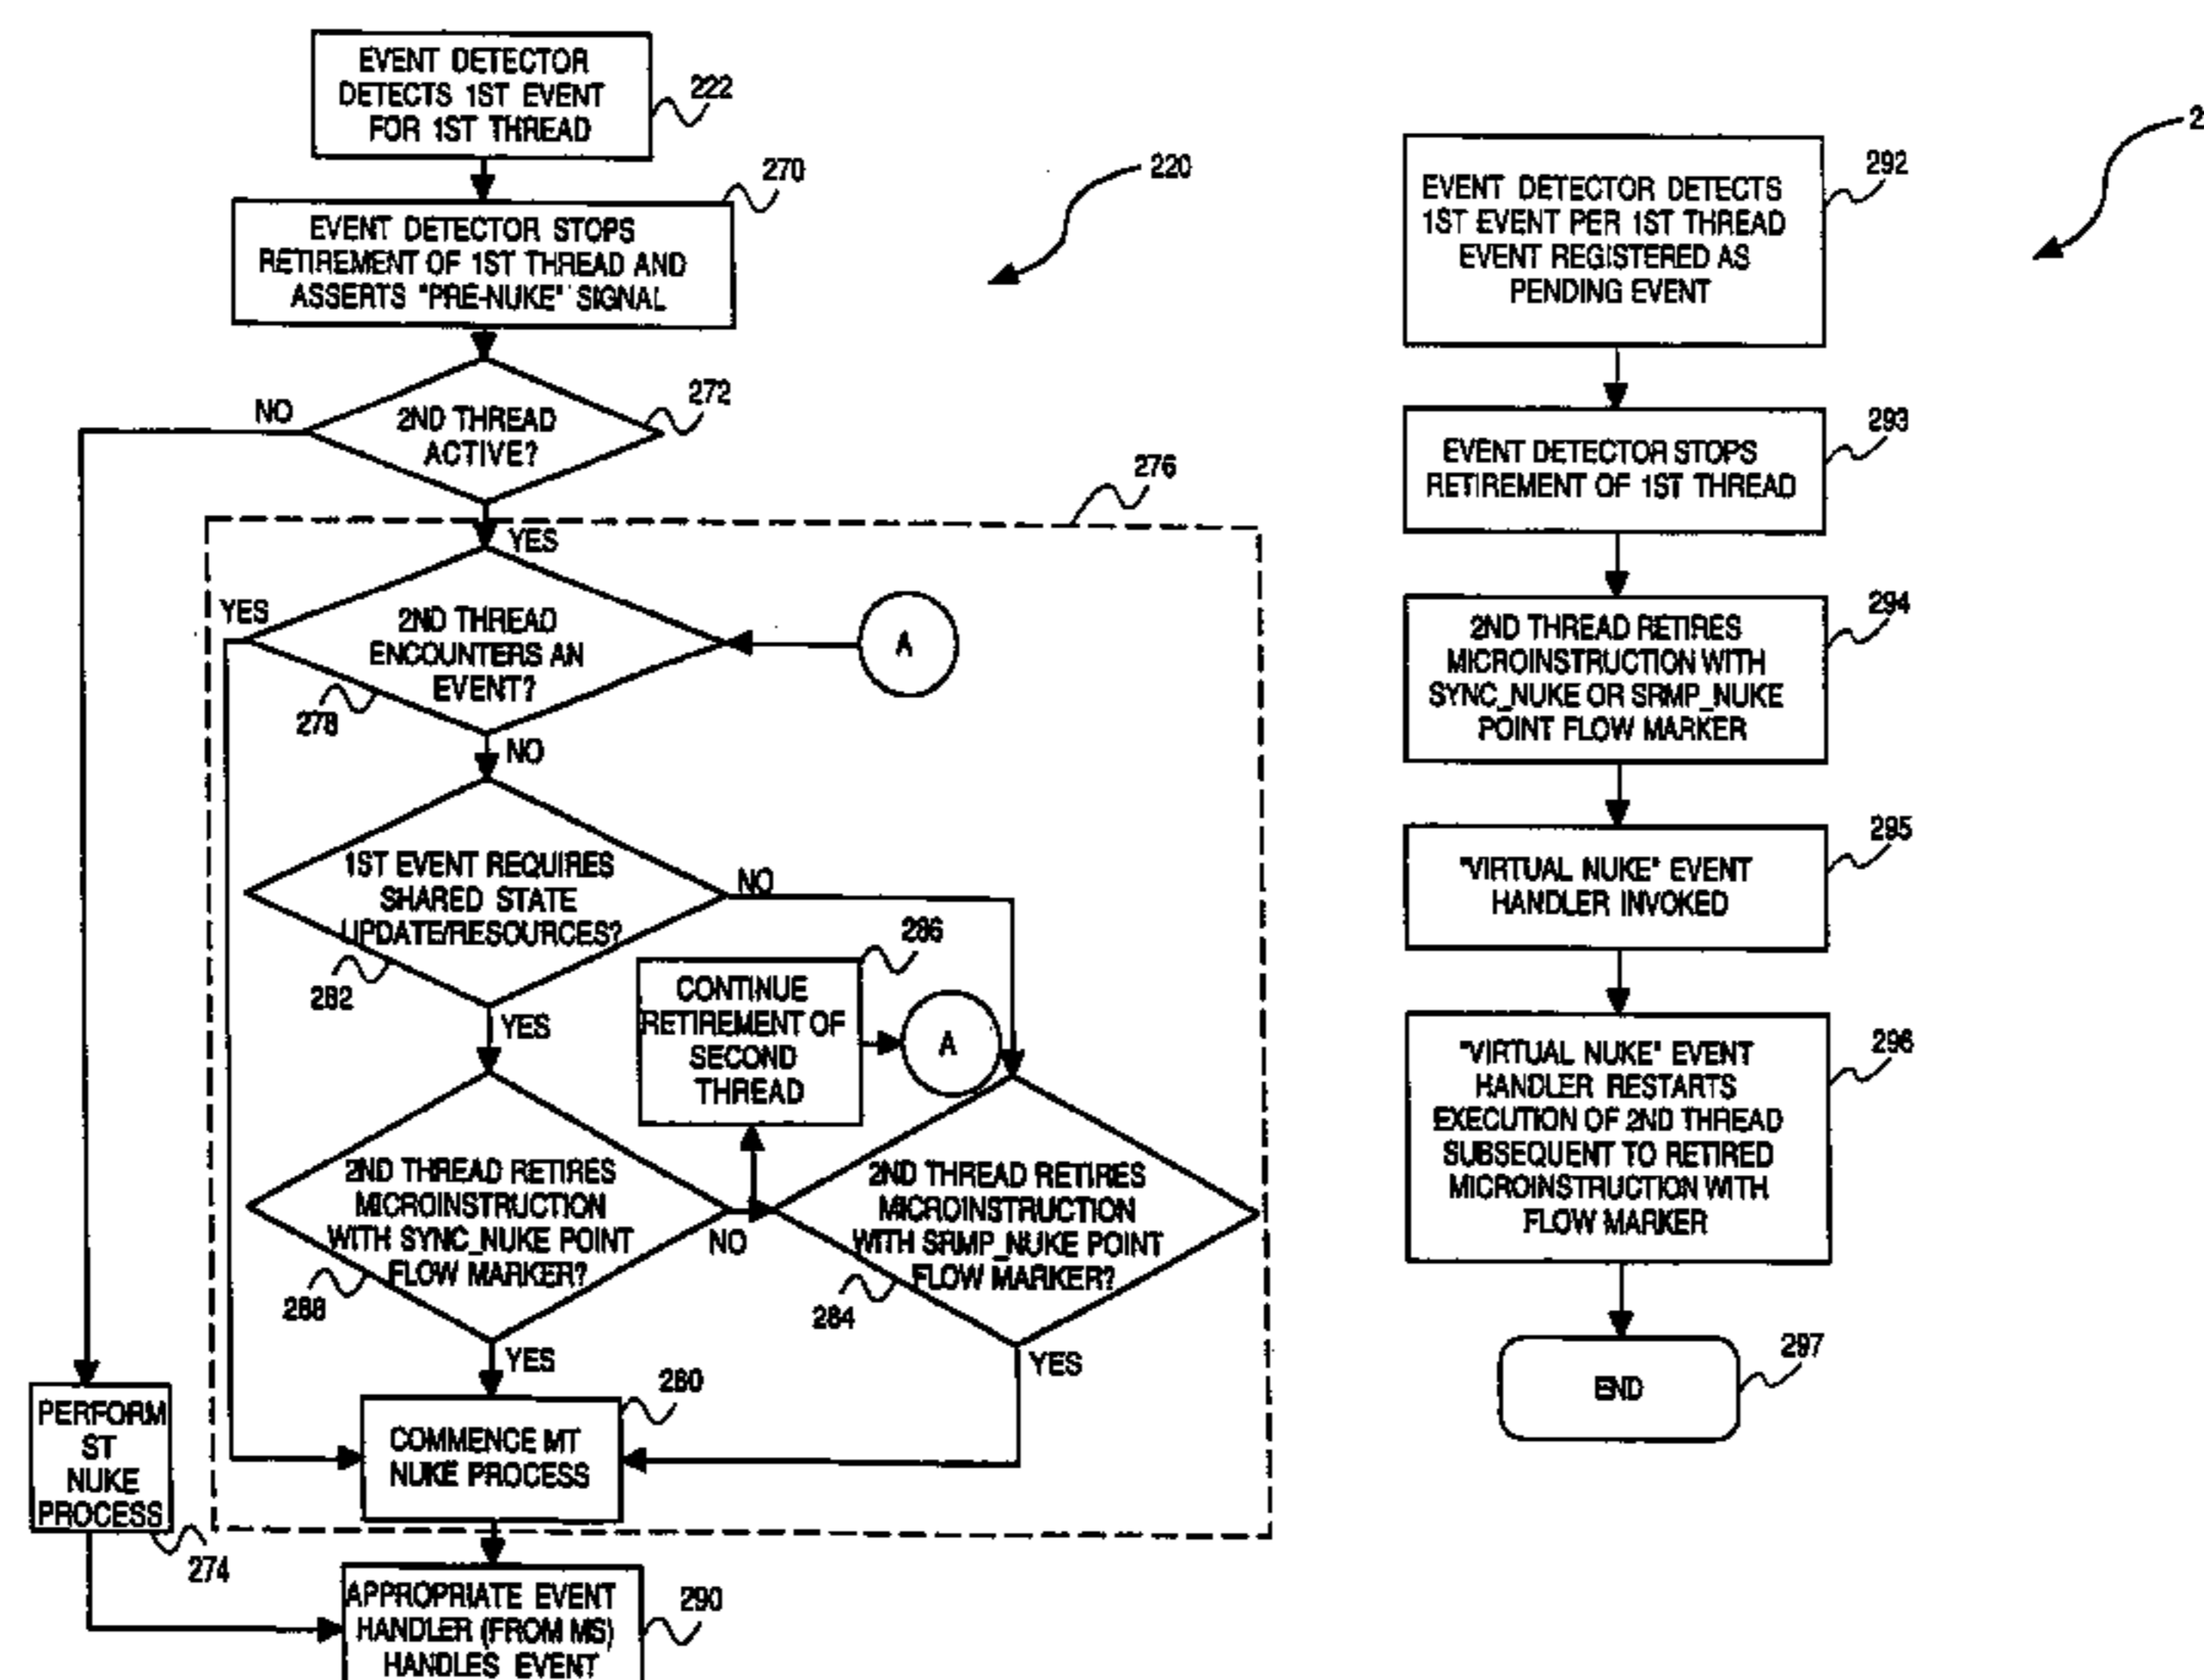 EVENT DETECTOR
DETECTS 1ST EVENT
FOR 1ST THREAD
222
270
EVENT DETECTOR STOPS
RETIREMENT OF 1ST THREAD AND
ASSERTS "PRE-NUKE" SIGNAL
220
272
NO
2ND THREAD
ACTIVE?
276
YES
YES
2ND THREAD
ENCOUNTERS AN
EVENT?
A
278
NO
1ST EVENT REQUIRES
SHARED STATE
UPDATE/RESOURCES?
NO
282
YES
286
CONTINUE
RETIREMENT OF
SECOND
THREAD
A
2ND THREAD RETIRES
MICROINSTRUCTION
WITH SYNC_NUKE POINT
FLOW MARKER?
288
NO
2ND THREAD RETIRES
MICROINSTRUCTION
WITH SRMP_NUKE POINT
FLOW MARKER?
284
YES
YES
280
COMMENCE MT
NUKE PROCESS
PERFORM
ST
NUKE
PROCESS
274
APPROPRIATE EVENT
HANDLER (FROM MS)
HANDLES EVENT
290
292
EVENT DETECTOR DETECTS
1ST EVENT PER 1ST THREAD
EVENT REGISTERED AS
PENDING EVENT
293
EVENT DETECTOR STOPS
RETIREMENT OF 1ST THREAD
294
2ND THREAD RETIRES
MICROINSTRUCTION WITH
SYNC_NUKE OR SRMP_NUKE
POINT FLOW MARKER
295
"VIRTUAL NUKE" EVENT
HANDLER INVOKED
296
"VIRTUAL NUKE" EVENT
HANDLER RESTARTS
EXECUTION OF 2ND THREAD
SUBSEQUENT TO RETIRED
MICROINSTRUCTION WITH
FLOW MARKER
297
END